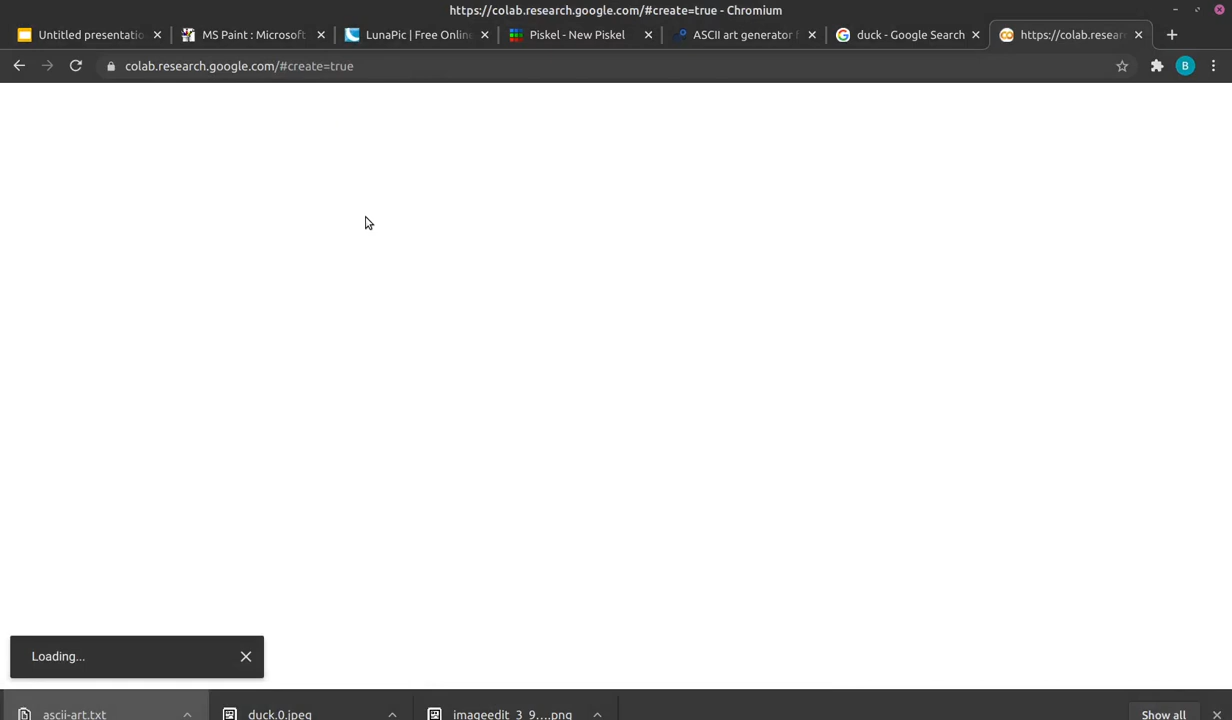 https://colab.research.google.com/#create=true - Chromium
Untitled presentatio
MS Paint : Microsoft
LunaPic | Free Online
Piskel - New Piskel
ASCII art generator f
duck - Google Search
https://colab.resear
colab.research.google.com/#create=true
B
Loading...
ascii-art.txt
duck.0.jpeg
imageedit_3_9....png
Show all